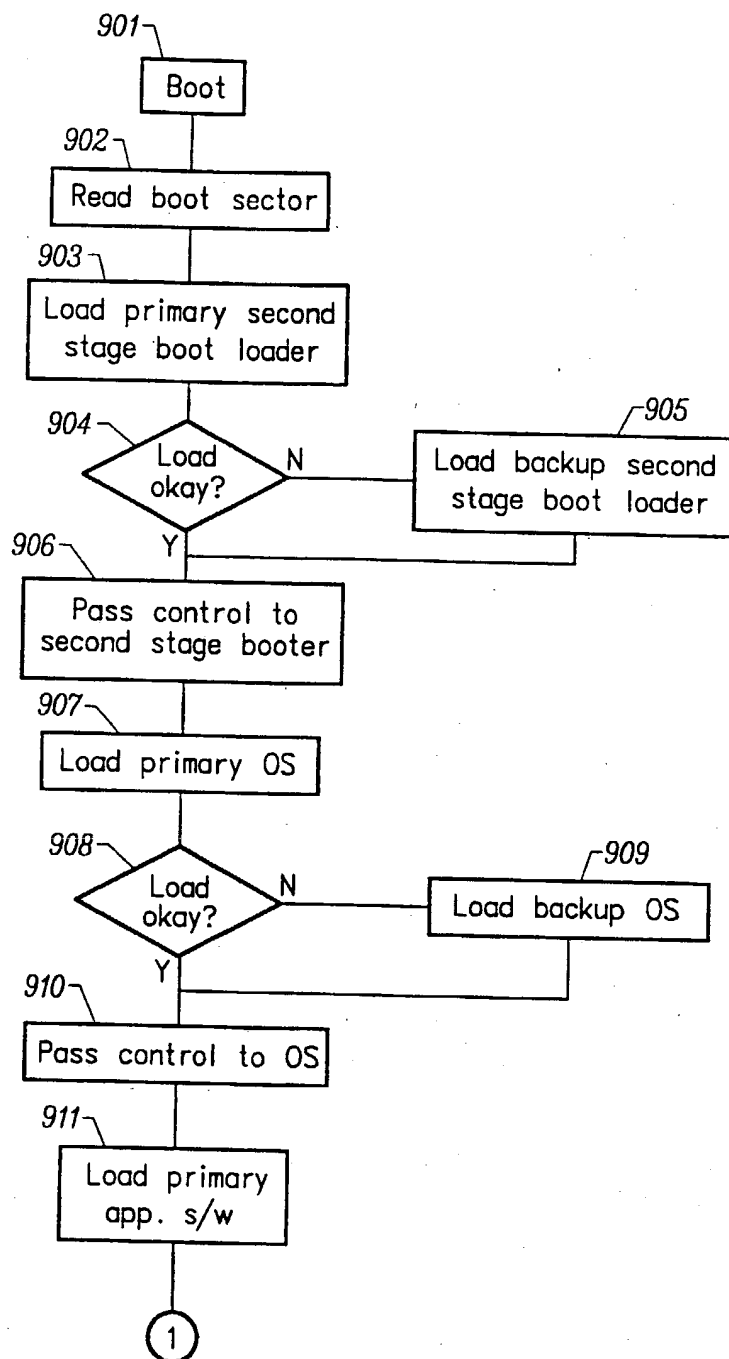 901
Boot
902
Read boot sector
903
Load primary second
stage boot loader
904
Load
okay?
N
Y
905
Load backup second
stage boot loader
906
Pass control to
second stage booter
907
Load primary OS
908
Load
okay?
N
Y
909
Load backup OS
910
Pass control to OS
911
Load primary
app. s/w
1